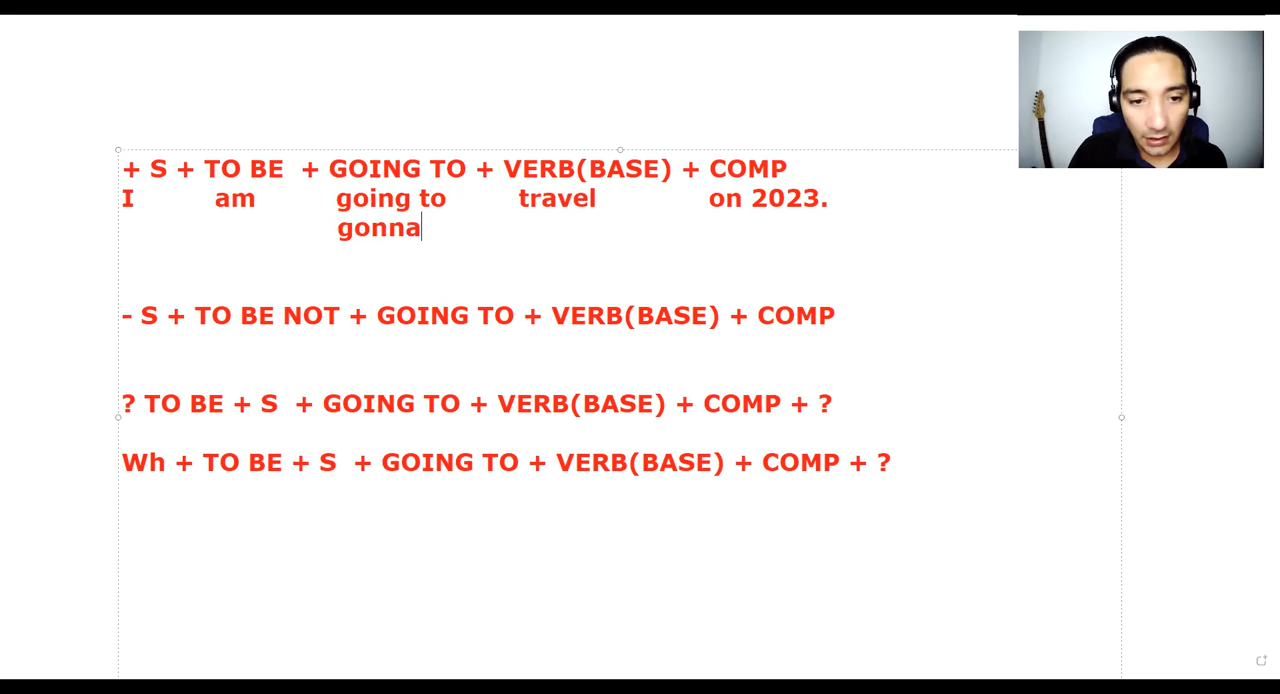 + S + TO BE + GOING TO + VERB(BASE) + COMP
I am going to travel on 2023.
gonna
- S + TO BE NOT + GOING TO + VERB(BASE) + COMP
? TO BE + S + GOING TO + VERB(BASE) + COMP + ?
Wh + TO BE + S + GOING TO + VERB(BASE) + COMP + ?